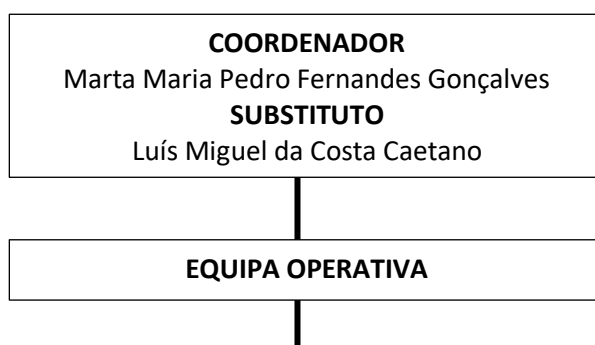 COORDENADOR
Marta Maria Pedro Fernandes Gonçalves
SUBSTITUTO
Luís Miguel da Costa Caetano
EQUIPA OPERATIVA